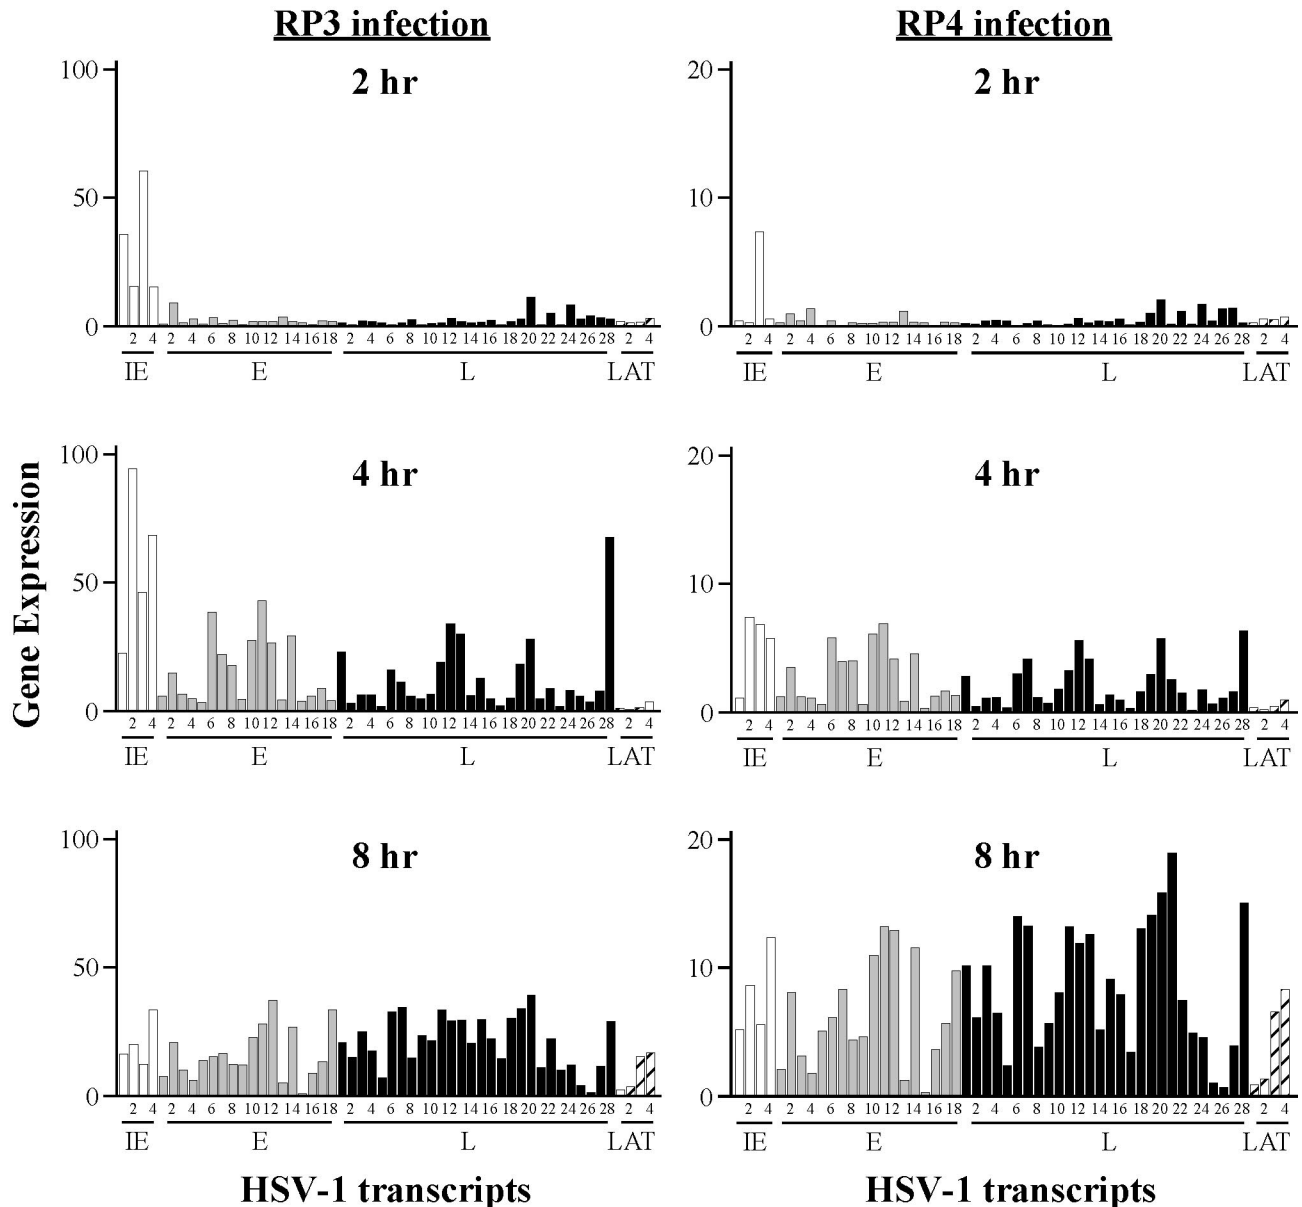 RP3 infection
RP4 infection
2 hr
100
50
0
2 4 2 4 6 8 10 12 14 16 18 2 4 6 8 10 12 14 16 18 20 22 24 26 28 2 4
IE E L LAT
2 hr
20
10
0
2 4 2 4 6 8 10 12 14 16 18 2 4 6 8 10 12 14 16 18 20 22 24 26 28 2 4
IE E L LAT
Gene Expression
4 hr
100
50
0
2 4 2 4 6 8 10 12 14 16 18 2 4 6 8 10 12 14 16 18 20 22 24 26 28 2 4
IE E L LAT
4 hr
20
10
0
2 4 2 4 6 8 10 12 14 16 18 2 4 6 8 10 12 14 16 18 20 22 24 26 28 2 4
IE E L LAT
8 hr
100
50
0
2 4 2 4 6 8 10 12 14 16 18 2 4 6 8 10 12 14 16 18 20 22 24 26 28 2 4
IE E L LAT
8 hr
20
10
0
2 4 2 4 6 8 10 12 14 16 18 2 4 6 8 10 12 14 16 18 20 22 24 26 28 2 4
IE E L LAT
HSV-1 transcripts
HSV-1 transcripts